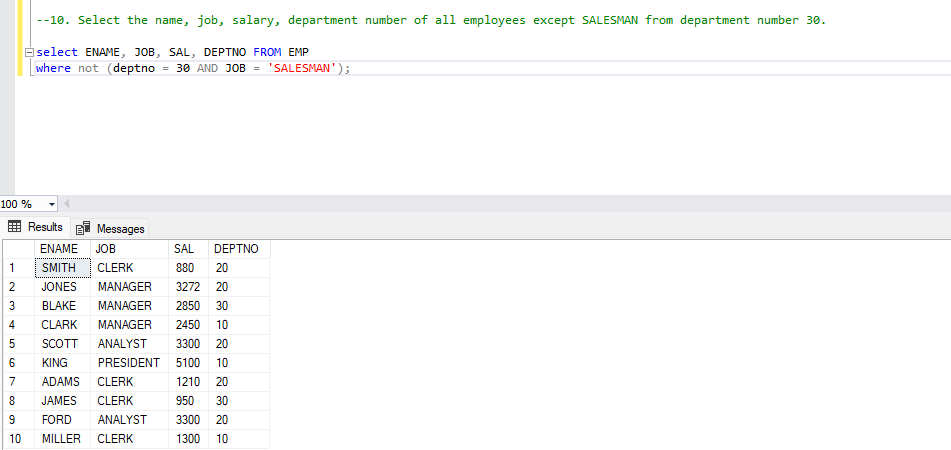 --10. Select the name, job, salary, department number of all employees except SALESMAN from department number 30.
select ENAME, JOB, SAL, DEPTNO FROM EMP
where not (deptno = 30 AND JOB = 'SALESMAN');
100 %
Results Messages
ENAME JOB SAL DEPTNO
1 SMITH CLERK 880 20
2 JONES MANAGER 3272 20
3 BLAKE MANAGER 2850 30
4 CLARK MANAGER 2450 10
5 SCOTT ANALYST 3300 20
6 KING PRESIDENT 5100 10
7 ADAMS CLERK 1210 20
8 JAMES CLERK 950 30
9 FORD ANALYST 3300 20
10 MILLER CLERK 1300 10